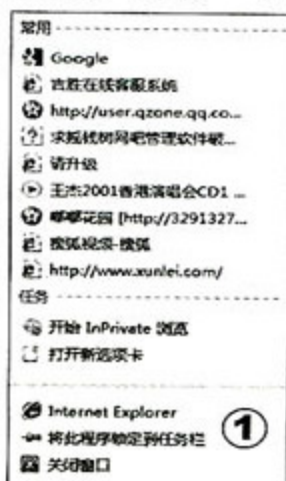 常用
Google
吉胜在线客服系统
http://user.qzone.qq.co...
求摇钱树网吧管理软件破...
请升级
王杰2001香港演唱会CD1 ...
嘟嘟花园 [http://3291327...
搜狐视频-搜狐
http://www.xunlei.com/
任务
开始 InPrivate 浏览
打开新选项卡
Internet Explorer
将此程序锁定到任务栏
①
关闭窗口